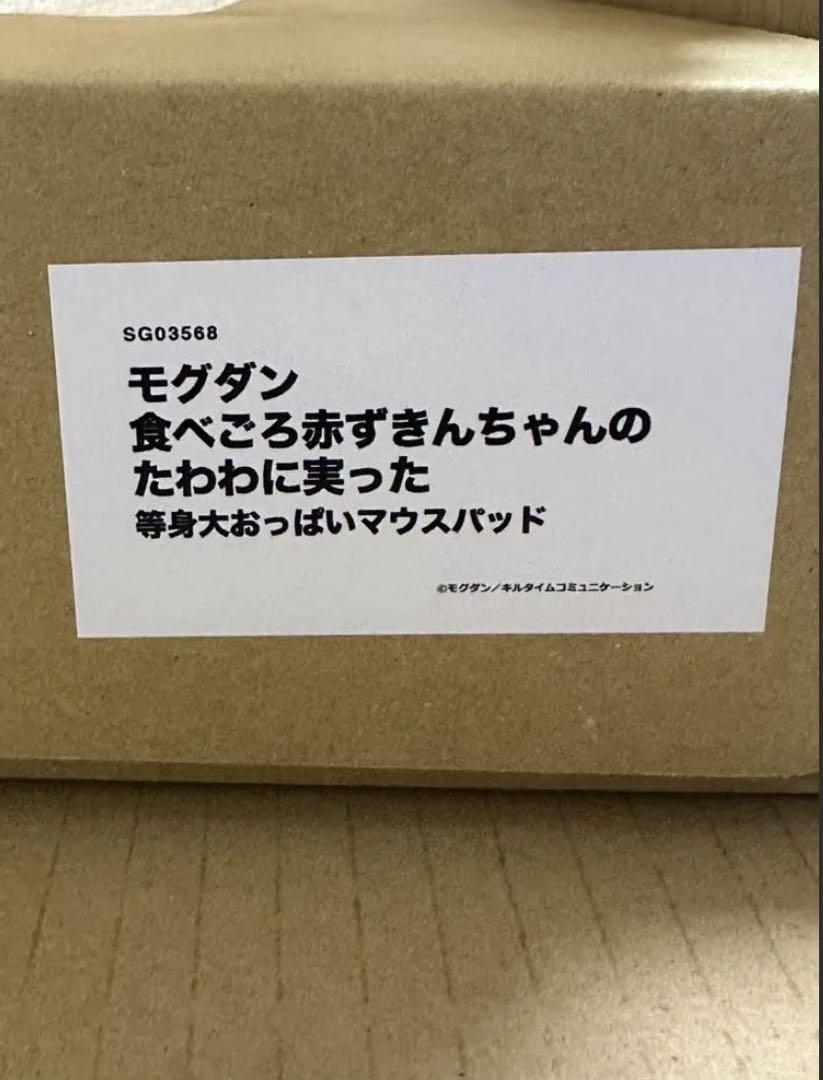 SG03568
モグダン
食べごろ赤ずきんちゃんの
たわわに実った
等身大おっぱいマウスパッド
©モグダン/キルタイムコミュニケーション